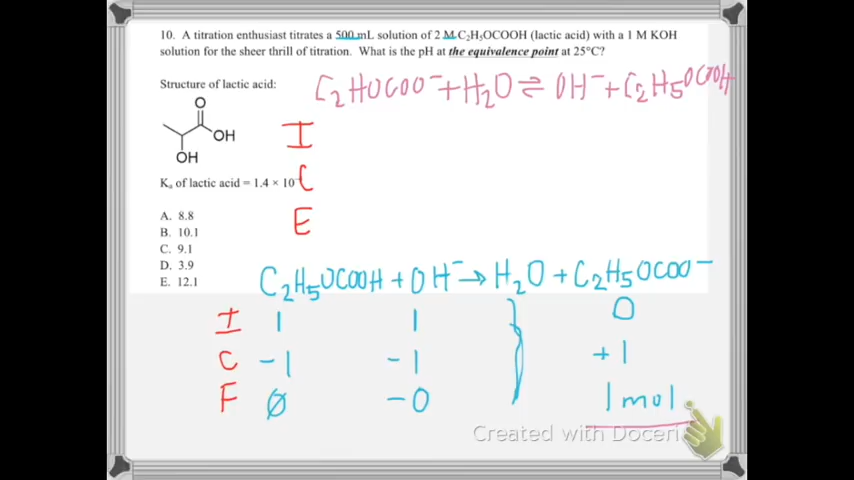 10. A titration enthusiast titrates a 500 mL solution of 2 M C₂H₅OCOOH (lactic acid) with a 1 M KOH
solution for the sheer thrill of titration. What is the pH at the equivalence point at 25°C?
Structure of lactic acid:
C₂HOCOO⁻ + H₂O ⇌ OH⁻ + C₂H₅OCOOH
O
OH
OH
I
Kₐ of lactic acid = 1.4 × 10⁻
C
E
A. 8.8
B. 10.1
C. 9.1
D. 3.9
E. 12.1
C₂H₅OCOOH + OH⁻ → H₂O + C₂H₅OCOO⁻
I 1 1 0
C -1 -1 +1
F 0 -0 1 mol
Created with Doceri